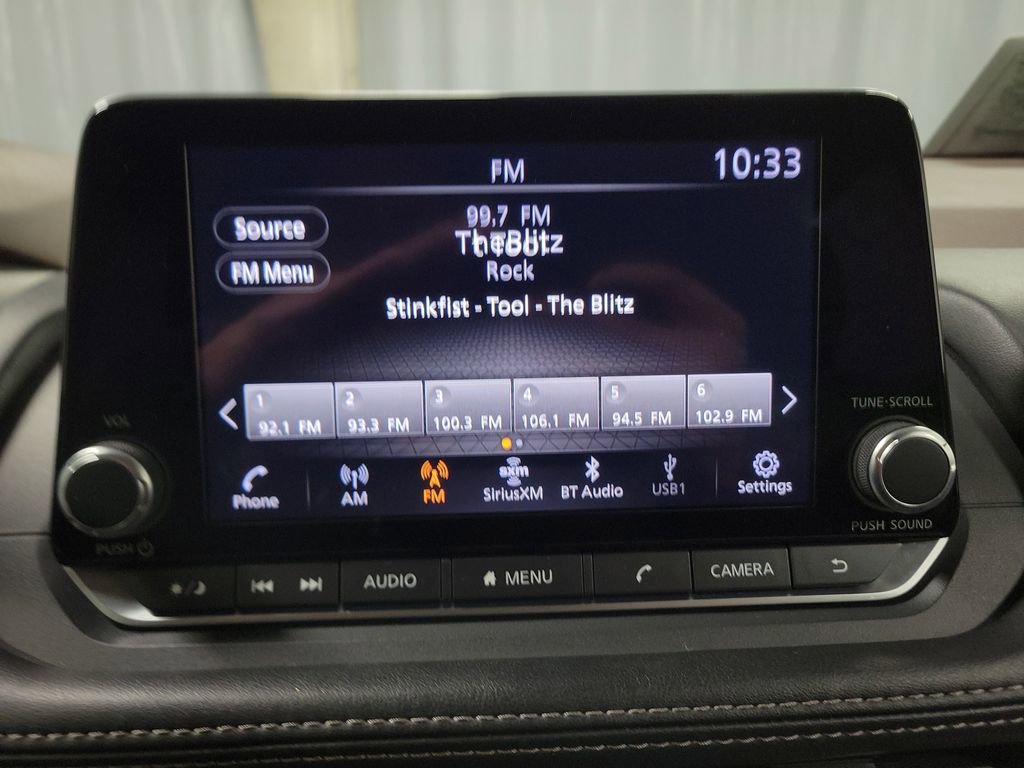 FM
10:33
Source
99.7 FM
TheBlitz
FM Menu
Rock
Stinkfist - Tool - The Blitz
1 2 3 4 5 6
92.1 FM 93.3 FM 100.3 FM 106.1 FM 94.5 FM 102.9 FM
Phone AM FM sxm SiriusXM BT Audio USB1 Settings
VOL
PUSH
TUNE·SCROLL
PUSH SOUND
AUDIO MENU CAMERA